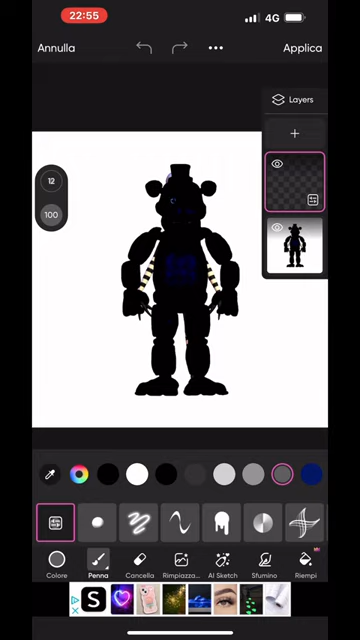 22:55
4G
Annulla
Applica
Layers
12
100
Colore
Penna
Cancella
Rimpiazza...
AI Sketch
Sfumino
Riempi
S